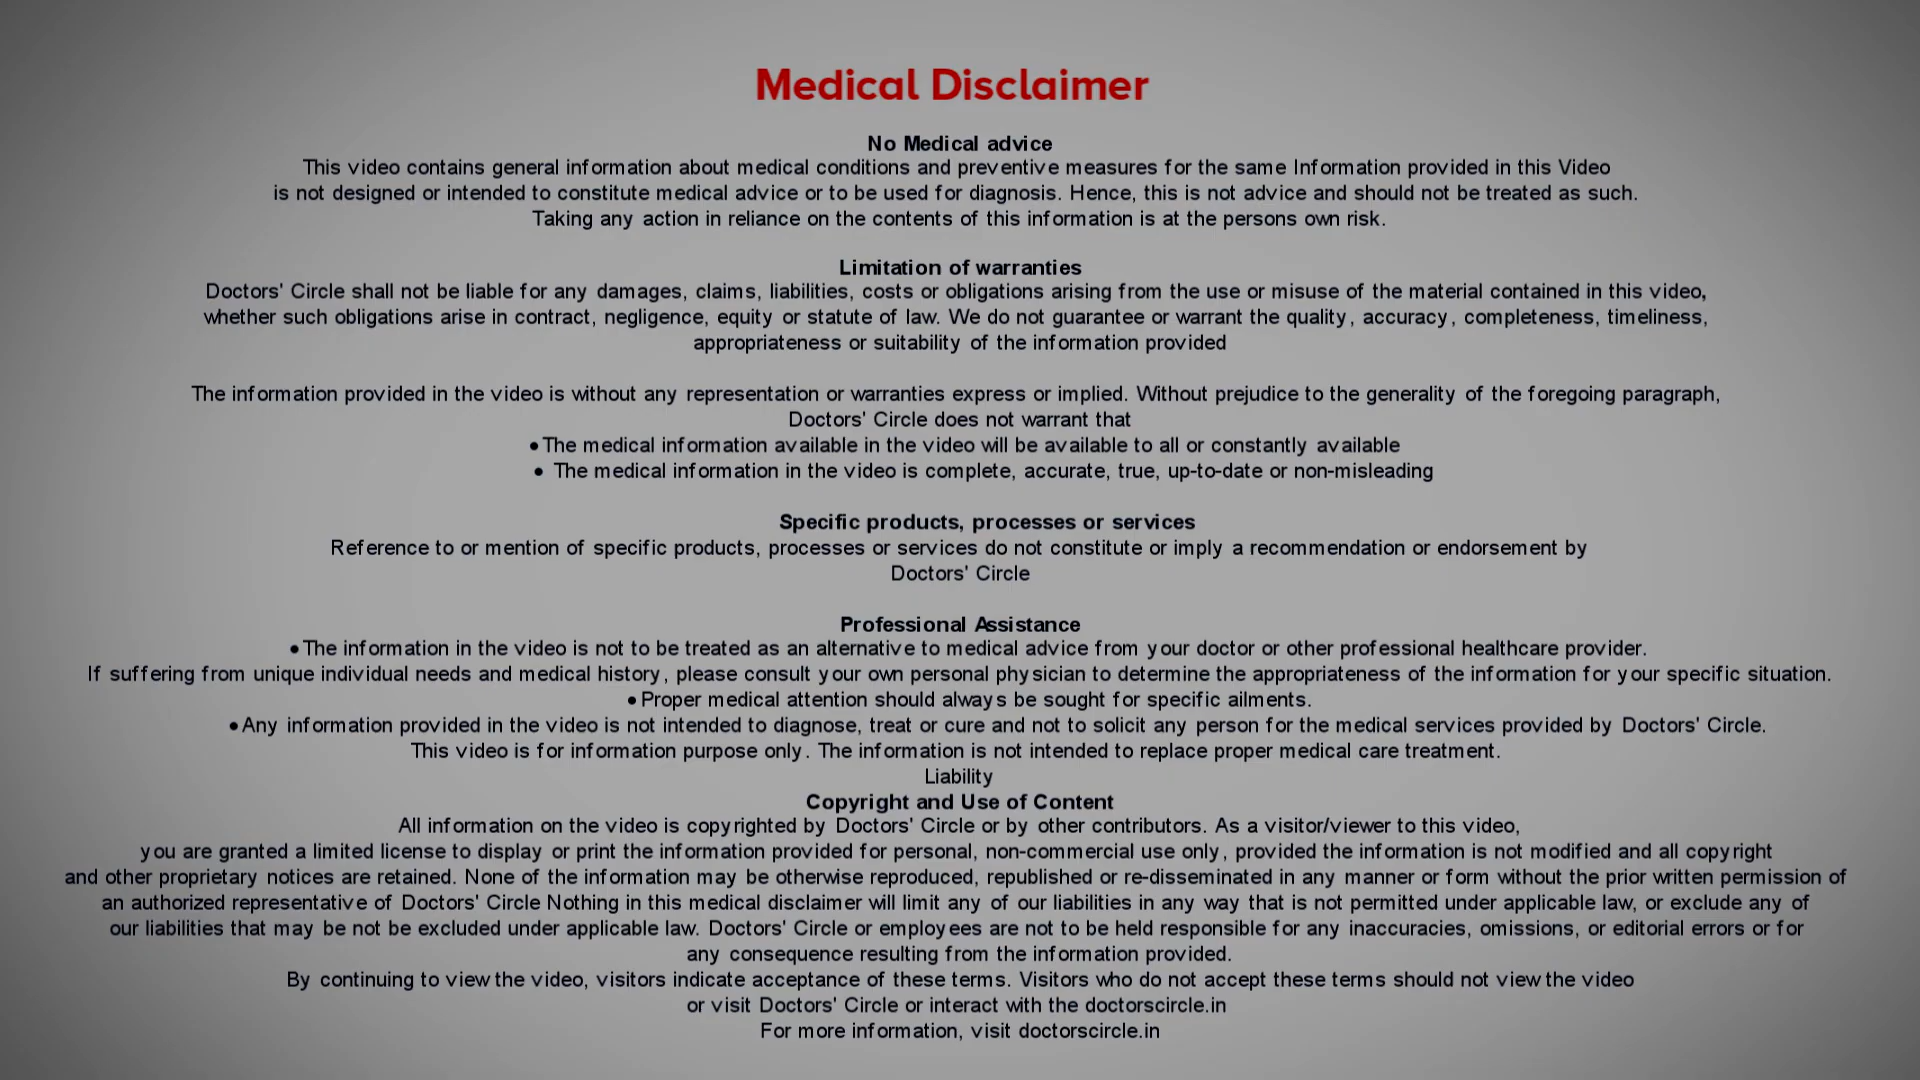 Medical Disclaimer
No Medical advice
This video contains general information about medical conditions and preventive measures for the same Information provided in this Video
is not designed or intended to constitute medical advice or to be used for diagnosis. Hence, this is not advice and should not be treated as such.
Taking any action in reliance on the contents of this information is at the persons own risk.
Limitation of warranties
Doctors' Circle shall not be liable for any damages, claims, liabilities, costs or obligations arising from the use or misuse of the material contained in this video,
whether such obligations arise in contract, negligence, equity or statute of law. We do not guarantee or warrant the quality, accuracy, completeness, timeliness,
appropriateness or suitability of the information provided
The information provided in the video is without any representation or warranties express or implied. Without prejudice to the generality of the foregoing paragraph,
Doctors' Circle does not warrant that
•The medical information available in the video will be available to all or constantly available
• The medical information in the video is complete, accurate, true, up-to-date or non-misleading
Specific products, processes or services
Reference to or mention of specific products, processes or services do not constitute or imply a recommendation or endorsement by
Doctors' Circle
Professional Assistance
•The information in the video is not to be treated as an alternative to medical advice from your doctor or other professional healthcare provider.
If suffering from unique individual needs and medical history, please consult your own personal physician to determine the appropriateness of the information for your specific situation.
•Proper medical attention should always be sought for specific ailments.
•Any information provided in the video is not intended to diagnose, treat or cure and not to solicit any person for the medical services provided by Doctors' Circle.
This video is for information purpose only. The information is not intended to replace proper medical care treatment.
Liability
Copyright and Use of Content
All information on the video is copyrighted by Doctors' Circle or by other contributors. As a visitor/viewer to this video,
you are granted a limited license to display or print the information provided for personal, non-commercial use only, provided the information is not modified and all copyright
and other proprietary notices are retained. None of the information may be otherwise reproduced, republished or re-disseminated in any manner or form without the prior written permission of
an authorized representative of Doctors' Circle Nothing in this medical disclaimer will limit any of our liabilities in any way that is not permitted under applicable law, or exclude any of
our liabilities that may be not be excluded under applicable law. Doctors' Circle or employees are not to be held responsible for any inaccuracies, omissions, or editorial errors or for
any consequence resulting from the information provided.
By continuing to view the video, visitors indicate acceptance of these terms. Visitors who do not accept these terms should not view the video
or visit Doctors' Circle or interact with the doctorscircle.in
For more information, visit doctorscircle.in